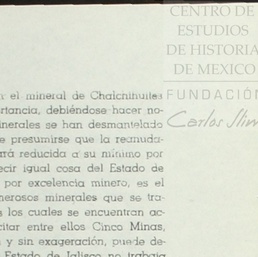 CENTRO DE
ESTUDIOS
DE HISTORIA
DE MEXICO
FUNDACIÓN
Carlos Slim
el mineral de Chalchihuites
rtancia, debiéndose hacer no-
inerales se han desmantelado
e presumirse que la reanuda-
ará reducida a su mínimo por
ecir igual cosa del Estado de
por excelencia minero, es el
merosos minerales que se tra-
los cuales se encuentran ac-
citar entre ellos Cinco Minas,
y sin exageración, puede de-
Estado de Jalisco no trabaja